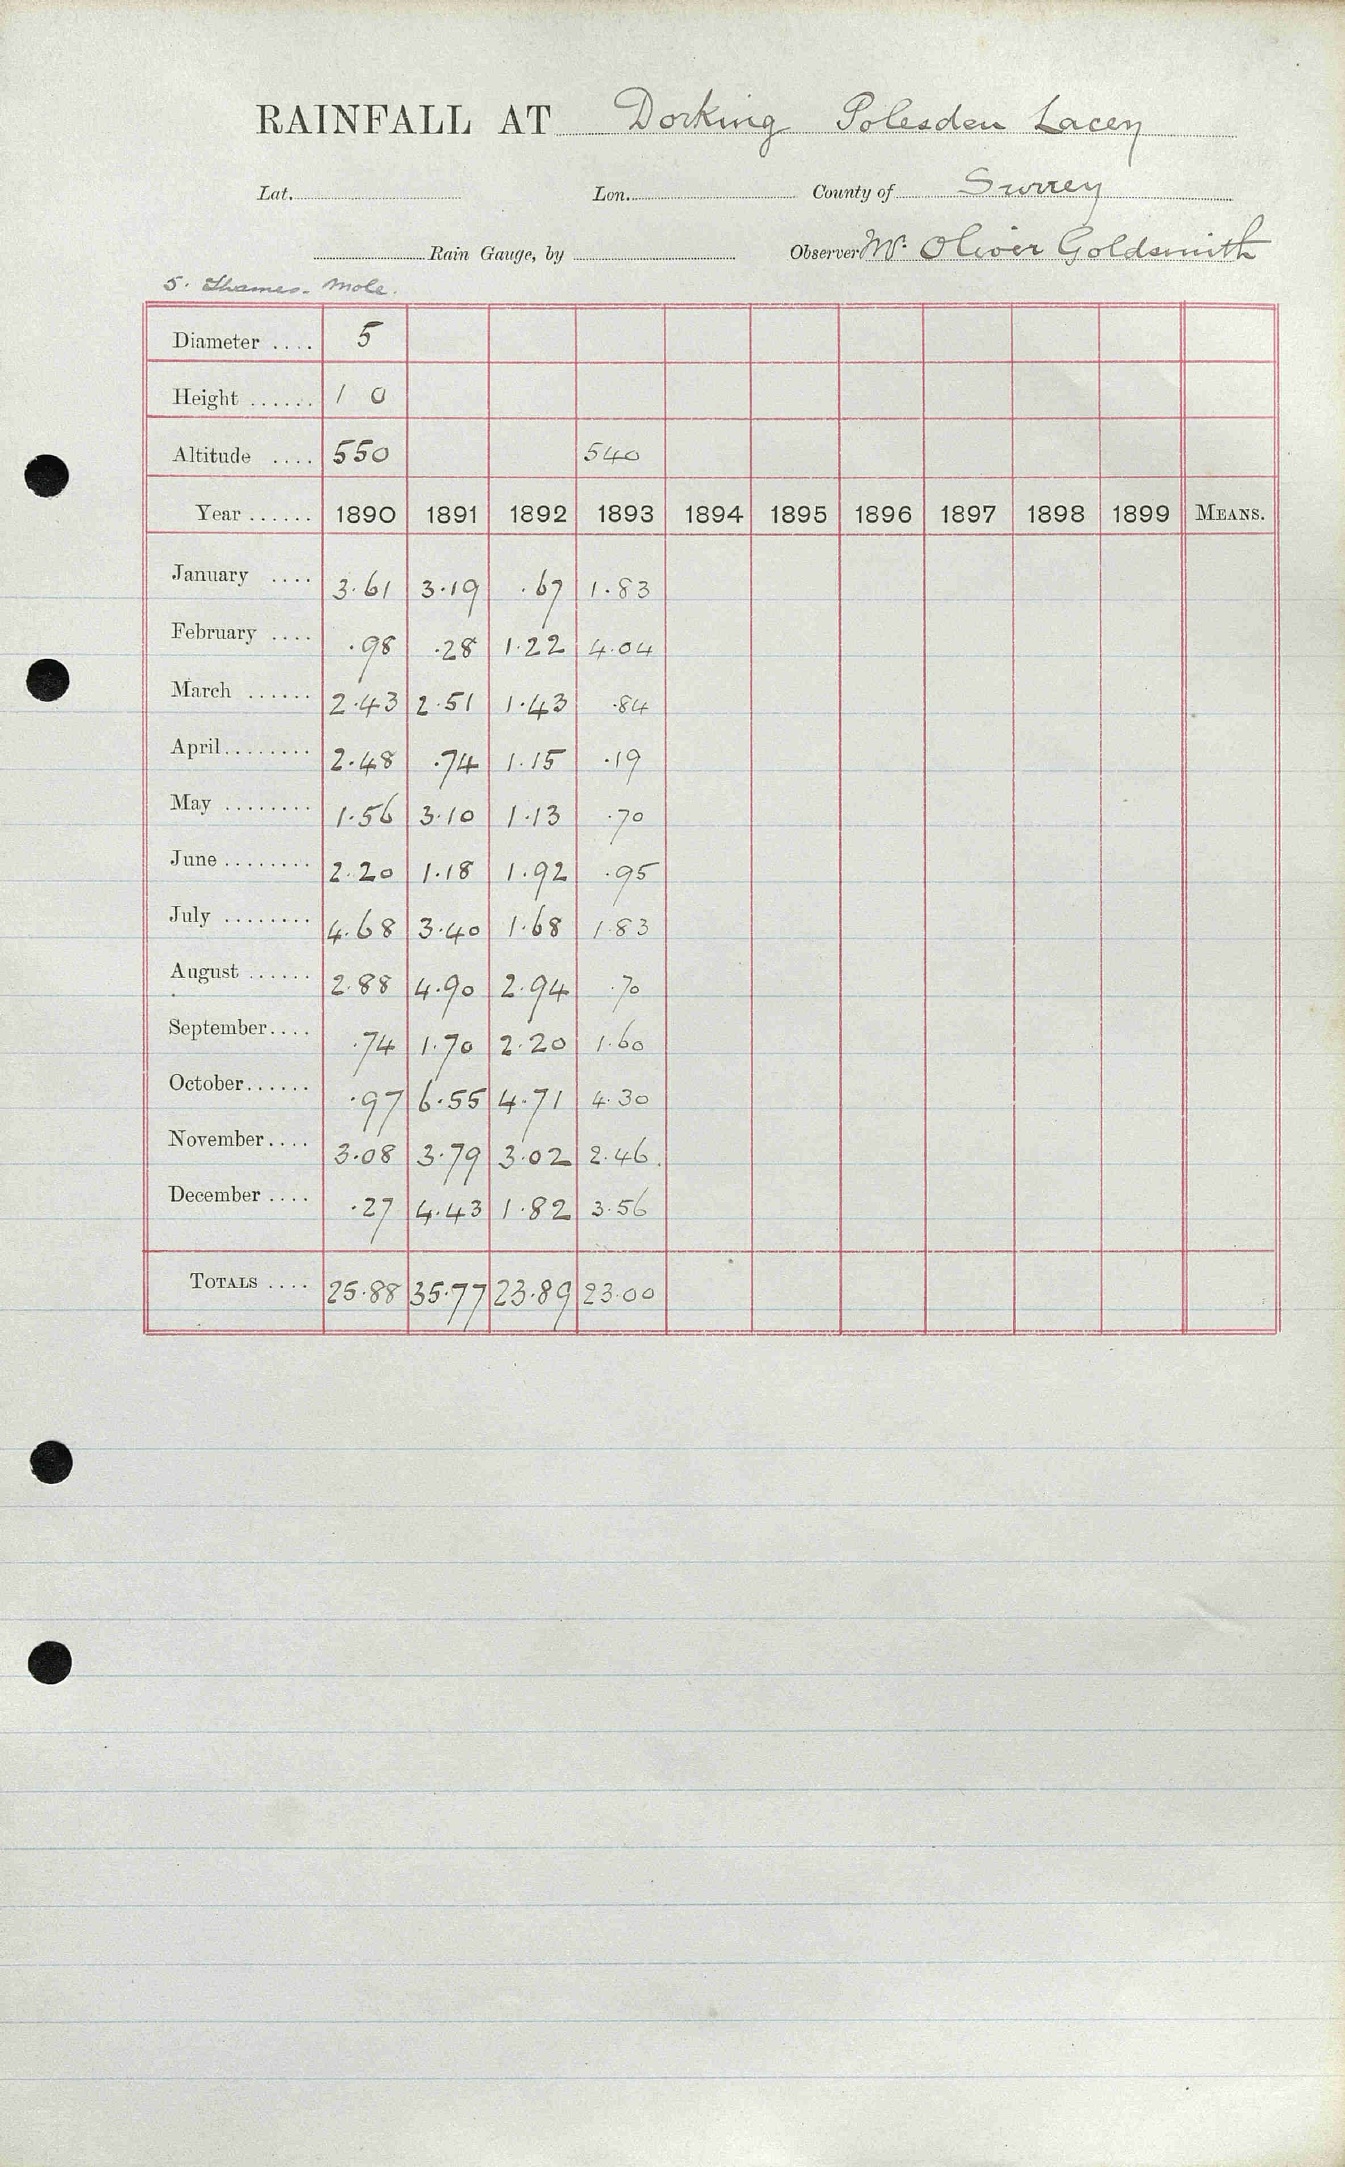 RAINFALL AT Dorking Polesden Lacey
Lat. Lon. County of Surrey
Rain Gauge, by Observer Mr. Oliver Goldsmith
5. Thames. Mole.
Diameter .... 5
Height ...... 1 0
Altitude .... 550 540
Year ...... 1890 1891 1892 1893 1894 1895 1896 1897 1898 1899 MEANS.
January .... 3.61 3.19 .67 1.83
February .... .98 .28 1.22 4.04
March ...... 2.43 2.51 1.43 .84
April........ 2.48 .74 1.15 .19
May ........ 1.56 3.10 1.13 .70
June ........ 2.20 1.18 1.92 .95
July ........ 4.68 3.40 1.68 1.83
August ...... 2.88 4.90 2.94 .70
September.... .74 1.70 2.20 1.60
October...... .97 6.55 4.71 4.30
November.... 3.08 3.79 3.02 2.46.
December .... .27 4.43 1.82 3.56
TOTALS .... 25.88 35.77 23.89 23.00